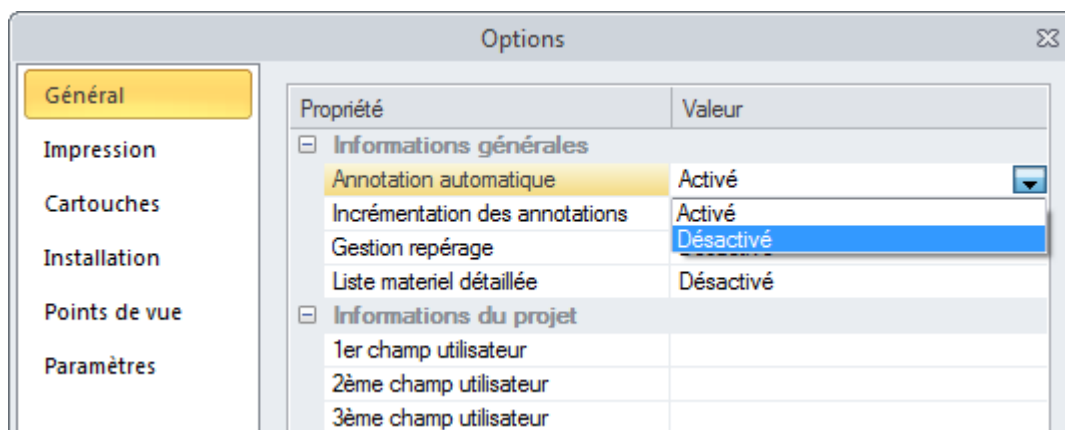 Options
Général
Impression
Cartouches
Installation
Points de vue
Paramètres
Propriété Valeur
Informations générales
Annotation automatique Activé
Incrémentation des annotations Activé
Gestion repérage Désactivé
Liste materiel détaillée Désactivé
Informations du projet
1er champ utilisateur
2ème champ utilisateur
3ème champ utilisateur